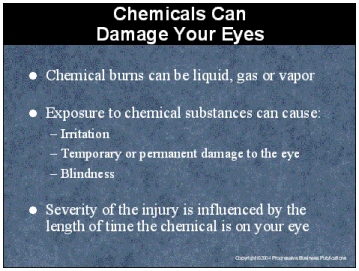 Chemicals Can
Damage Your Eyes
● Chemical burns can be liquid, gas or vapor
● Exposure to chemical substances can cause:
– Irritation
– Temporary or permanent damage to the eye
– Blindness
● Severity of the injury is influenced by the
length of time the chemical is on your eye
Copyright ©2004 Progressive Business Publications